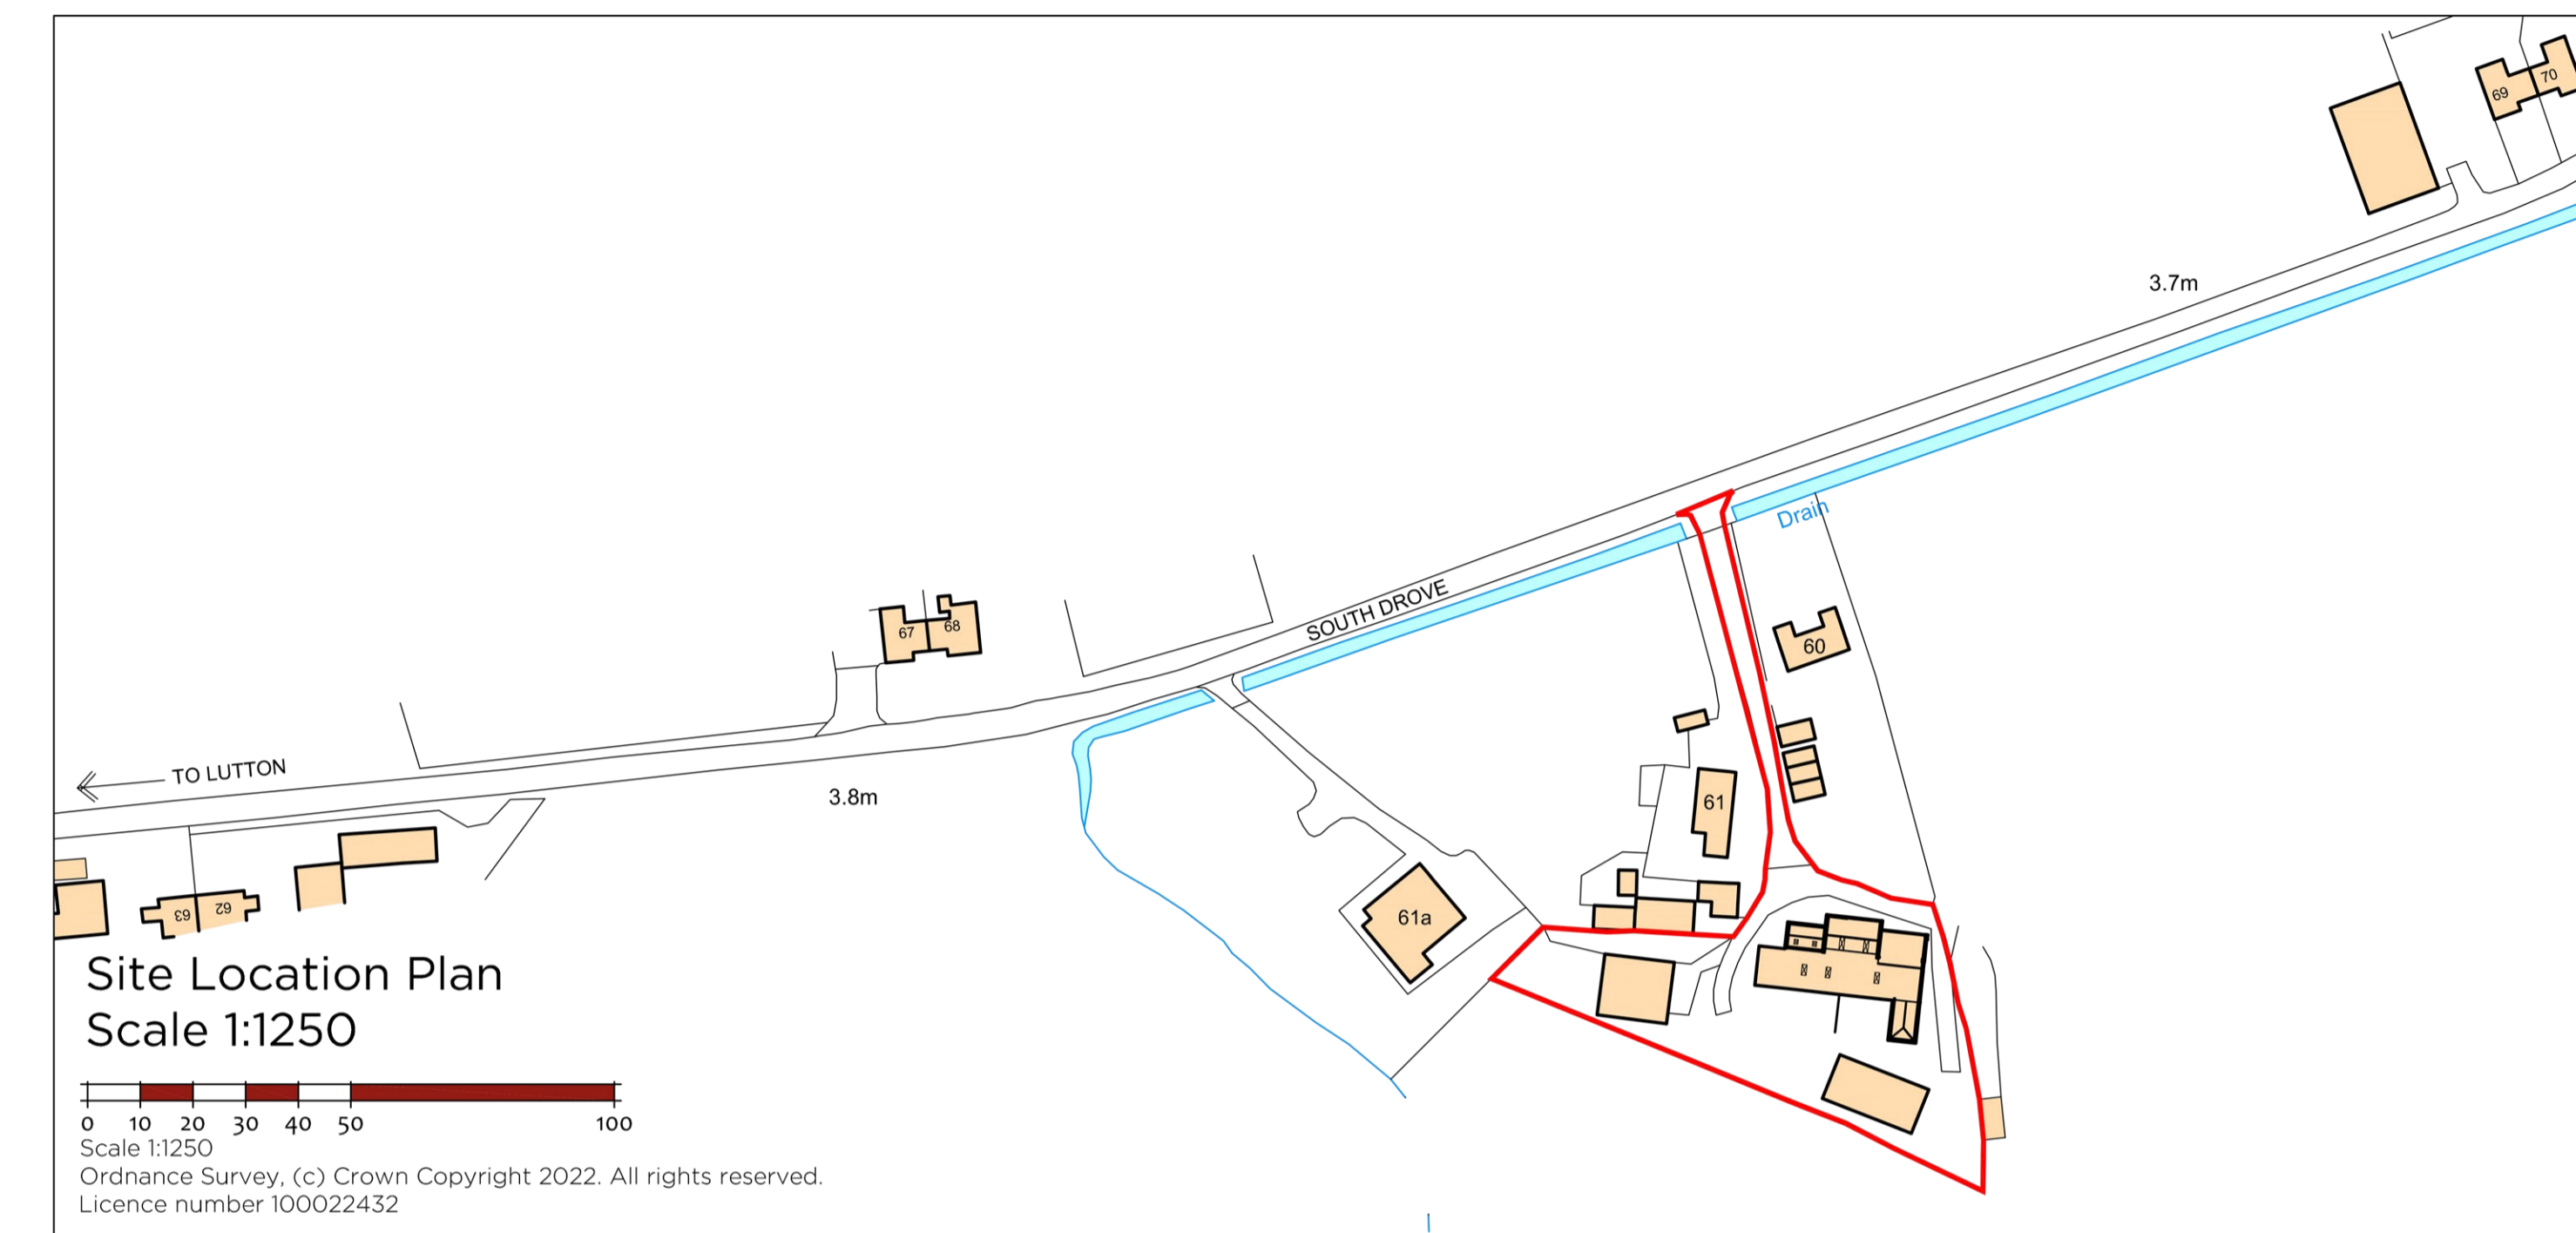 69
70
3.7m
Drain
SOUTH DROVE
67
68
60
TO LUTTON
3.8m
61
61a
63
62
Site Location Plan
Scale 1:1250
0 10 20 30 40 50 100
Scale 1:1250
Ordnance Survey, (c) Crown Copyright 2022. All rights reserved.
Licence number 100022432